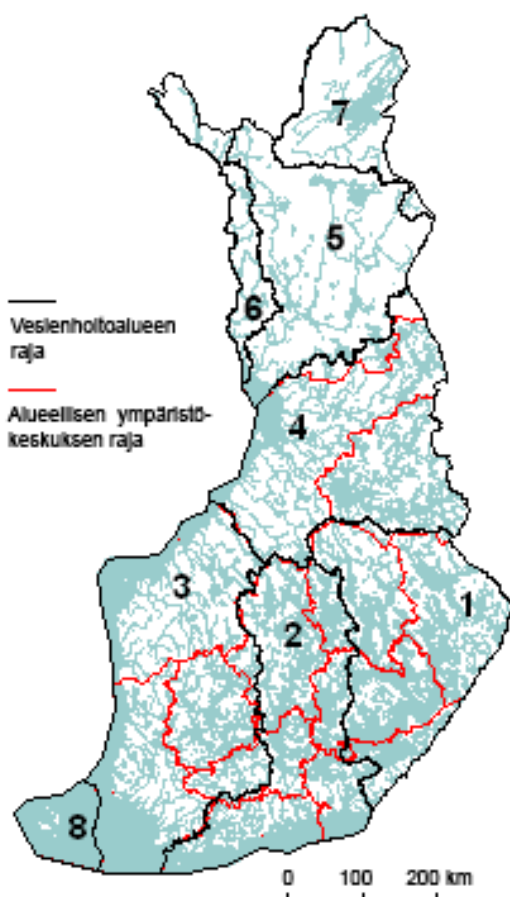 7
5
6
Vesienhoitoalueen
raja
Alueellisen ympäristö-
keskuksen raja
4
3
1
2
8
0 100 200 km